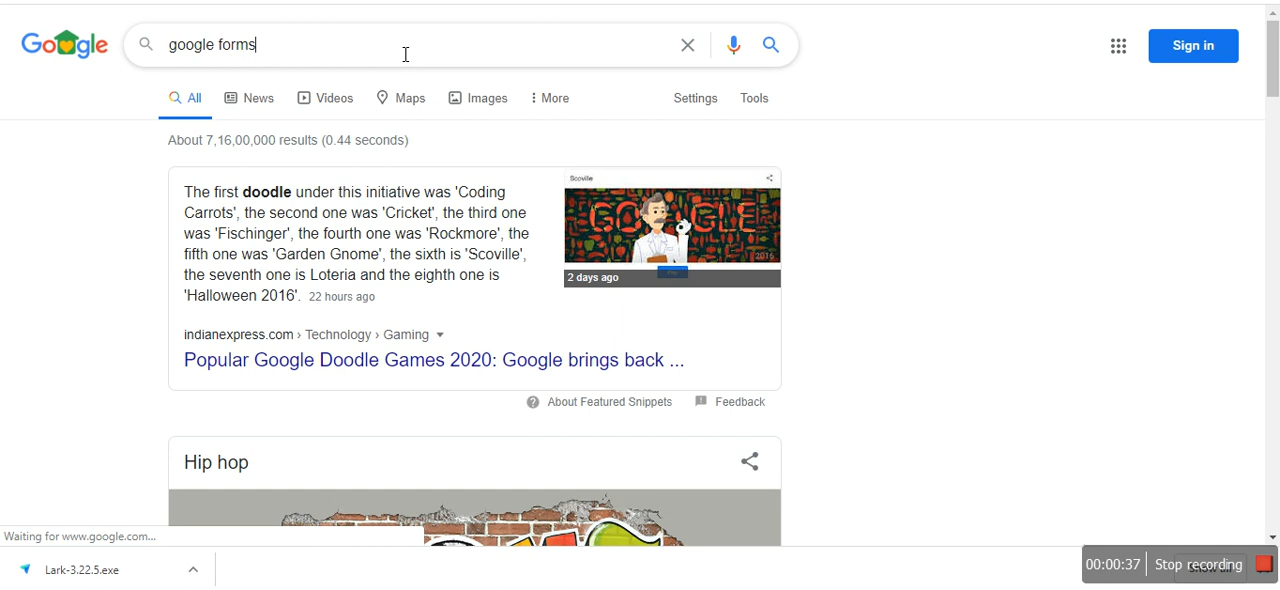 Google
google forms
Sign in
All
News
Videos
Maps
Images
More
Settings
Tools
About 7,16,00,000 results (0.44 seconds)
The first doodle under this initiative was 'Coding
Carrots', the second one was 'Cricket', the third one
was 'Fischinger', the fourth one was 'Rockmore', the
fifth one was 'Garden Gnome', the sixth is 'Scoville',
the seventh one is Loteria and the eighth one is
'Halloween 2016'. 22 hours ago
Scoville
GOOGLE
2016
2 days ago
indianexpress.com › Technology › Gaming
Popular Google Doodle Games 2020: Google brings back ...
About Featured Snippets
Feedback
Hip hop
Waiting for www.google.com...
Lark-3.22.5.exe
00:00:37
Stop recording
Show all